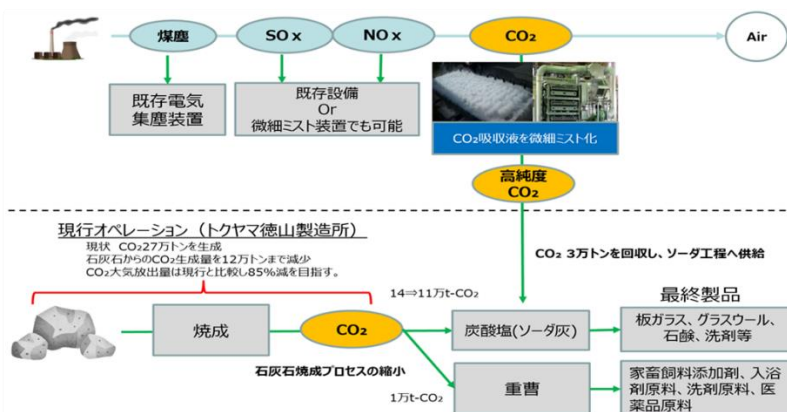 煤塵
SOx
NOx
CO₂
Air
既存電気
集塵装置
既存設備
Or
微細ミスト装置でも可能
CO₂吸収液を微細ミスト化
高純度
CO₂
現行オペレーション（トクヤマ徳山製造所）
現状　CO₂27万トンを生成
石灰石からのCO₂生成量を12万トンまで減少
CO₂大気放出量は現行と比較し85%減を目指す。
CO₂ 3万トンを回収し、ソーダ工程へ供給
14⇒11万t-CO₂
最終製品
焼成
CO₂
炭酸塩(ソーダ灰)
板ガラス、グラスウール、
石鹸、洗剤等
石灰石焼成プロセスの縮小
1万t-CO₂
重曹
家畜飼料添加剤、入浴
剤原料、洗剤原料、医
薬品原料